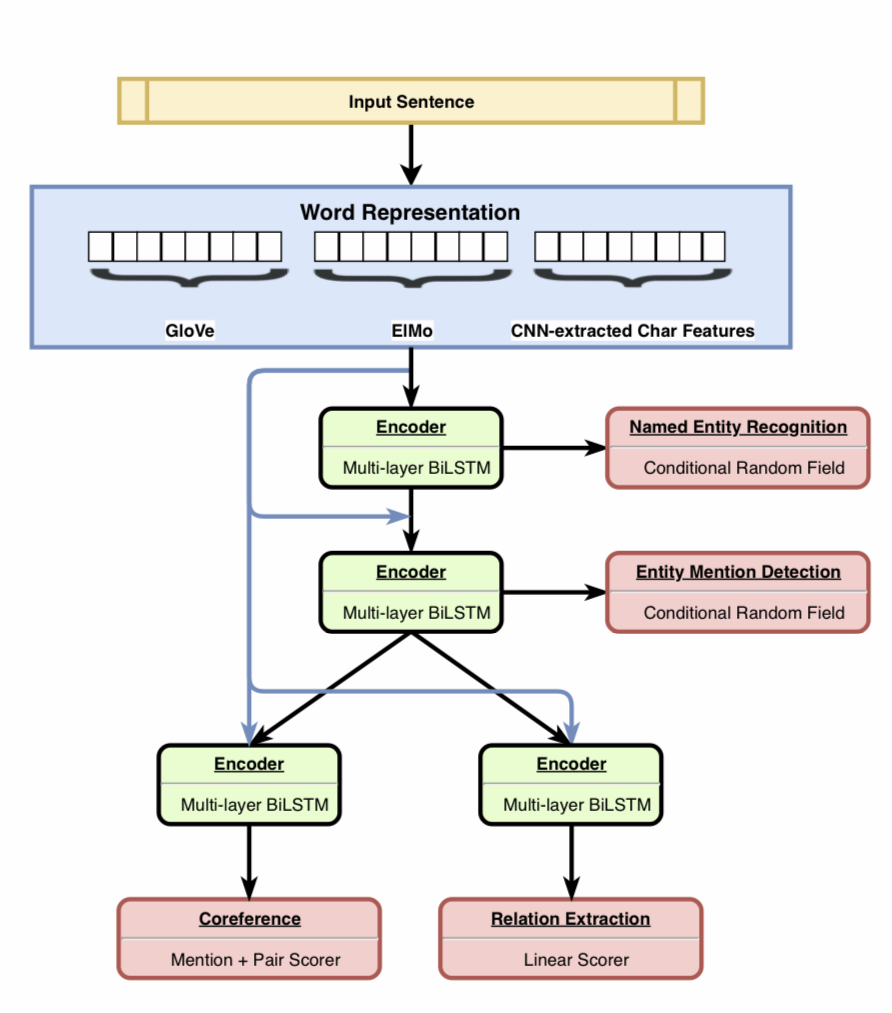 Input Sentence
Word Representation
GloVe
ElMo
CNN-extracted Char Features
Encoder
Multi-layer BiLSTM
Named Entity Recognition
Conditional Random Field
Encoder
Multi-layer BiLSTM
Entity Mention Detection
Conditional Random Field
Encoder
Multi-layer BiLSTM
Encoder
Multi-layer BiLSTM
Coreference
Mention + Pair Scorer
Relation Extraction
Linear Scorer